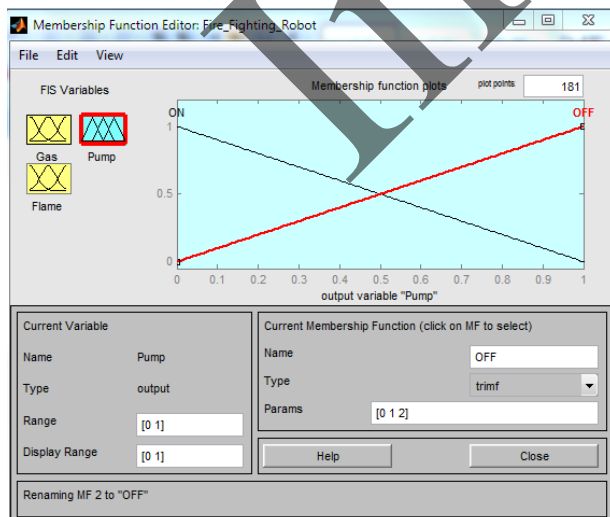 Membership Function Editor: Fire_Fighting_Robot
File Edit View
FIS Variables
Gas
Pump
Flame
Membership function plots
plot points
181
ON
OFF
1
0.5
0
0 0.1 0.2 0.3 0.4 0.5 0.6 0.7 0.8 0.9 1
output variable "Pump"
Current Variable
Name Pump
Type output
Range [0 1]
Display Range [0 1]
Current Membership Function (click on MF to select)
Name OFF
Type trimf
Params [0 1 2]
Help
Close
Renaming MF 2 to "OFF"